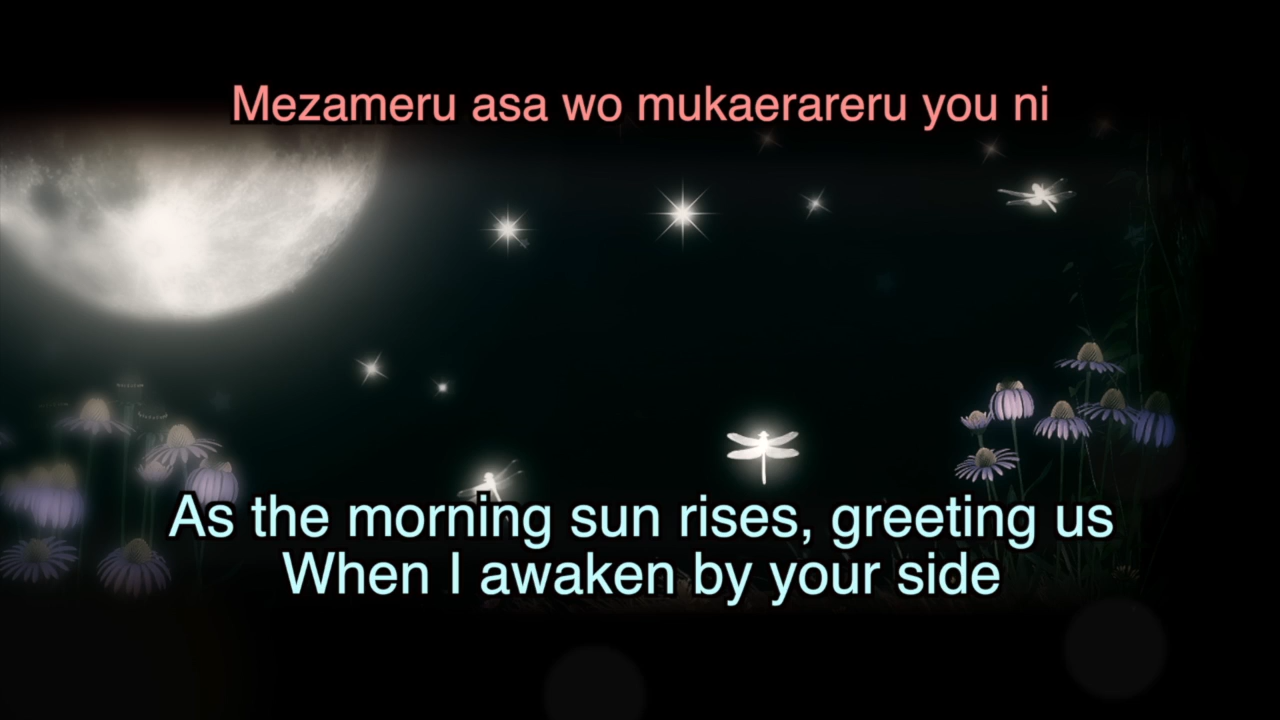 Mezameru asa wo mukaerareru you ni
As the morning sun rises, greeting us
When I awaken by your side